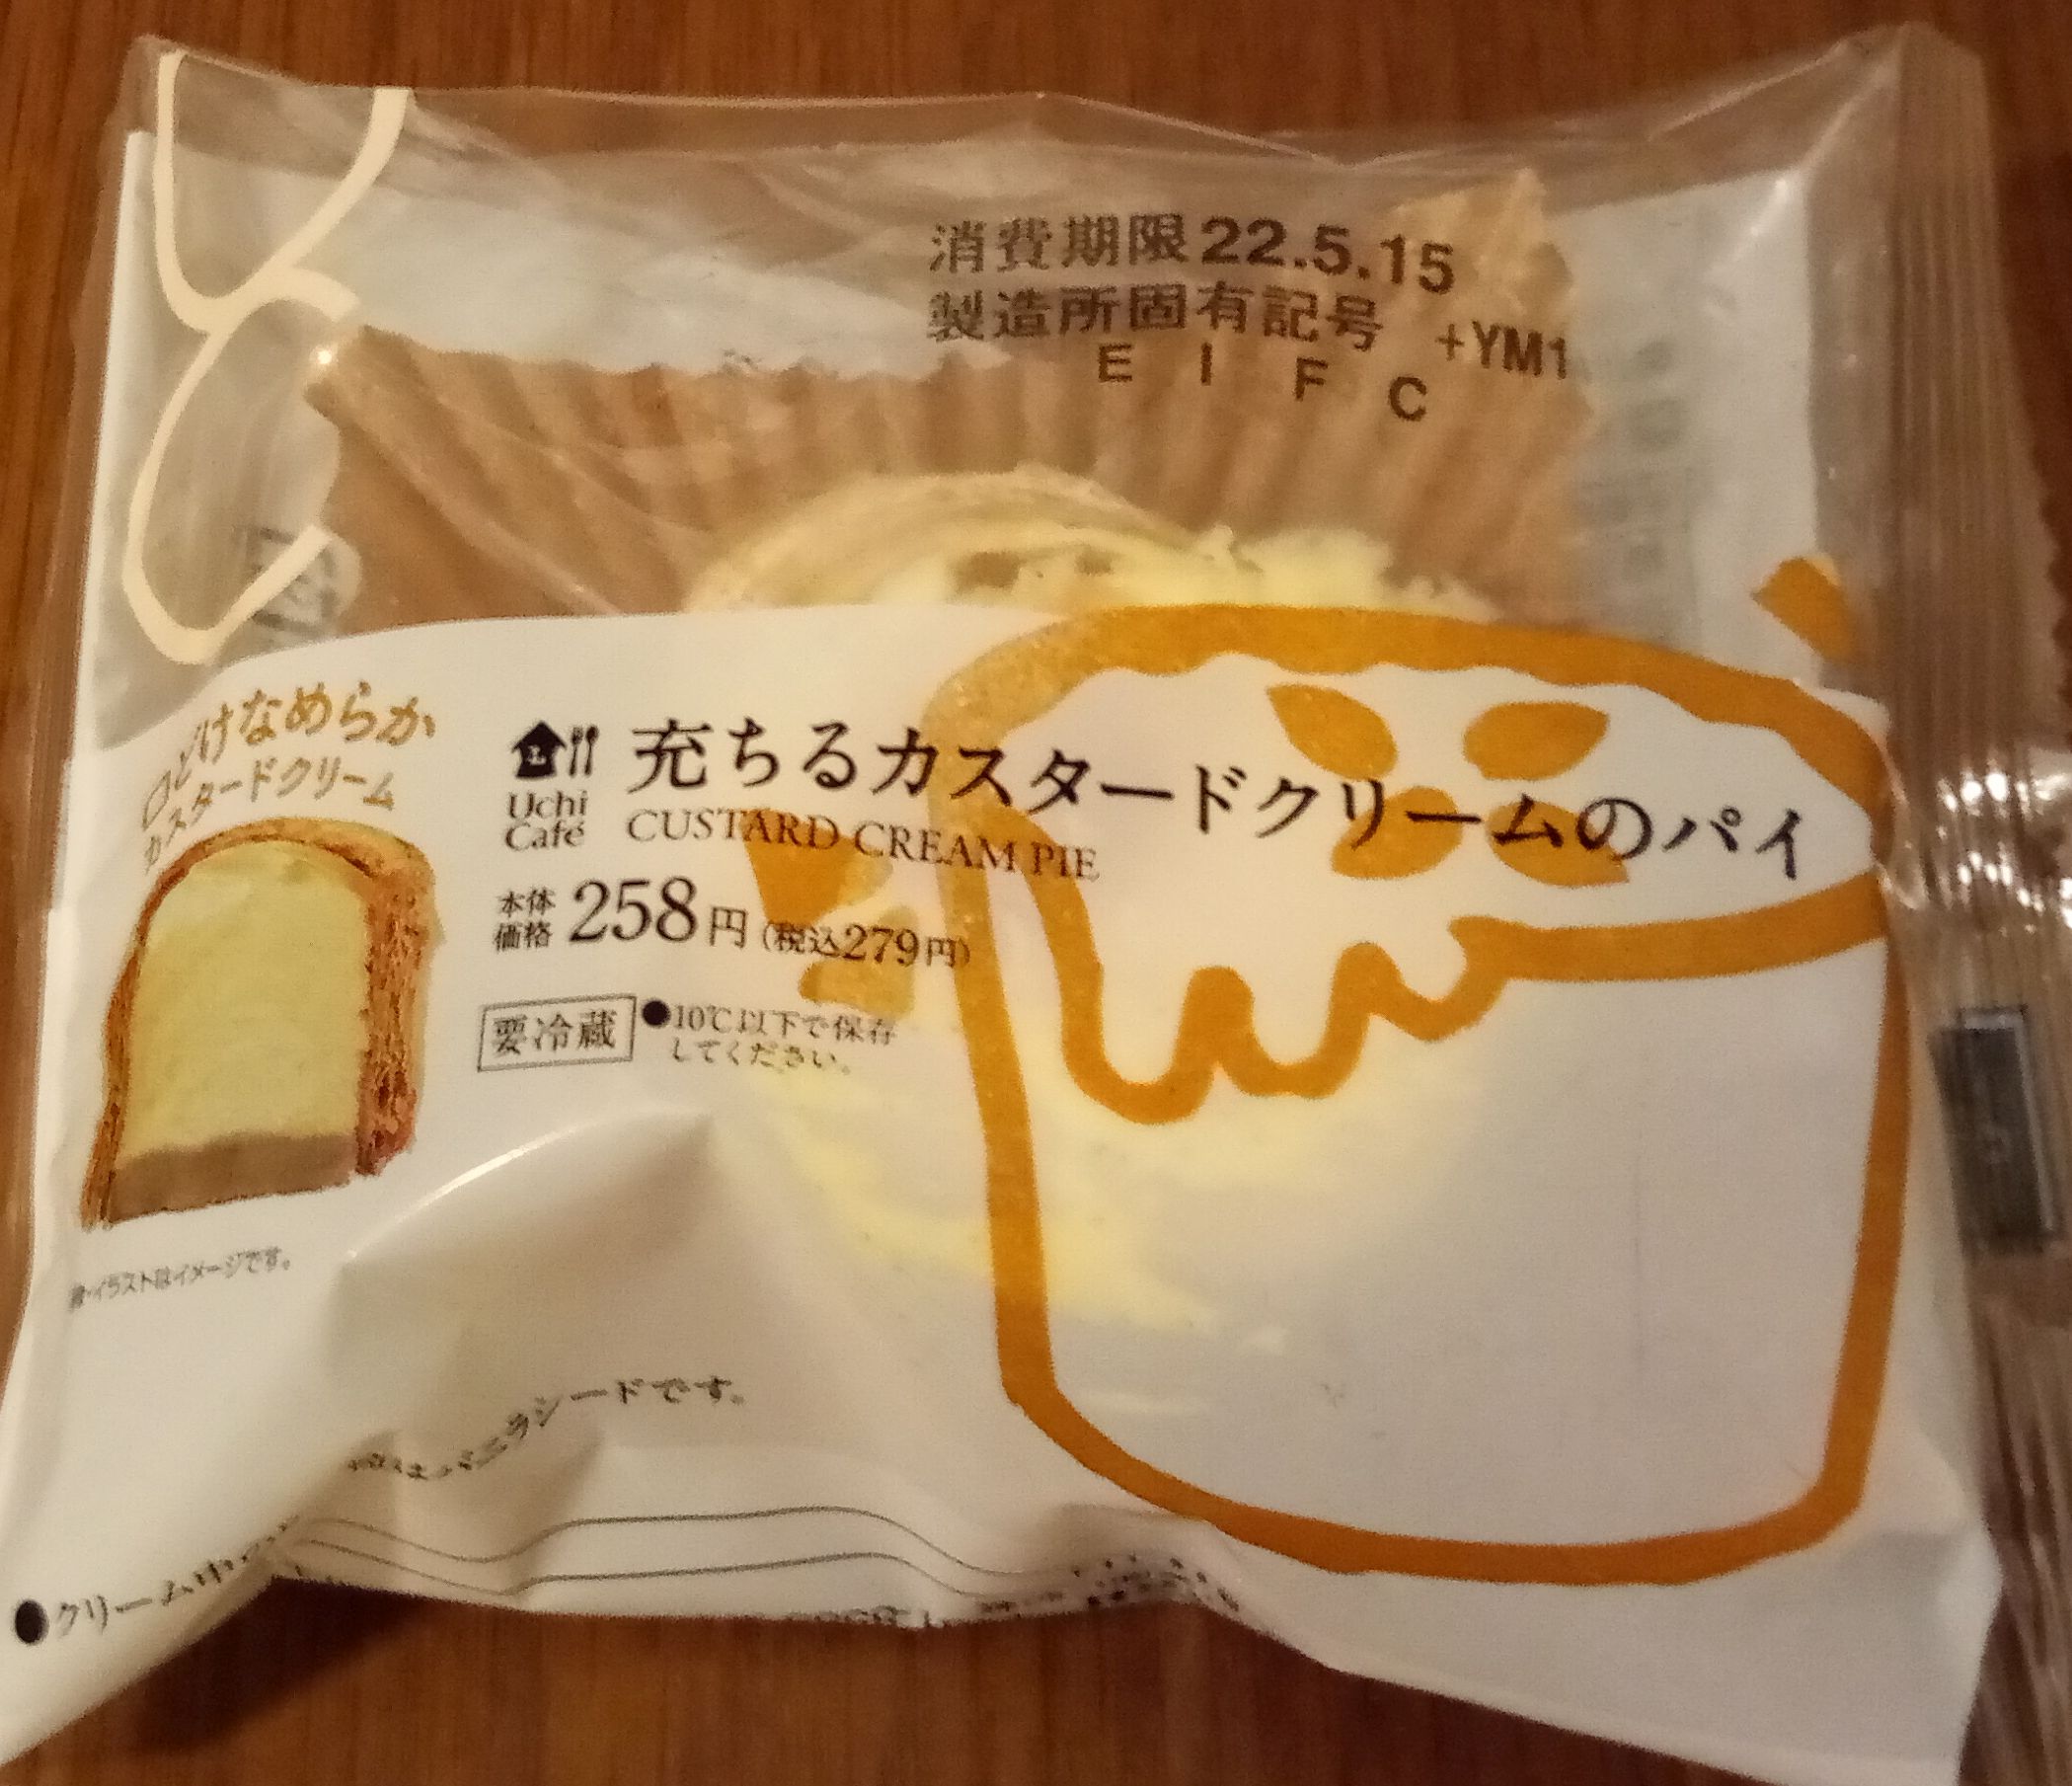 消費期限22.5.15
製造所固有記号 +YM1
E I F C
口どけなめらか
カスタードクリーム
Uchi
Café
充ちるカスタードクリームのパイ
CUSTARD CREAM PIE
本体
価格 258円(税込279円)
要冷蔵 ●10℃以下で保存
してください。
イラストはイメージです。
バニラシードです。
●クリーム中の